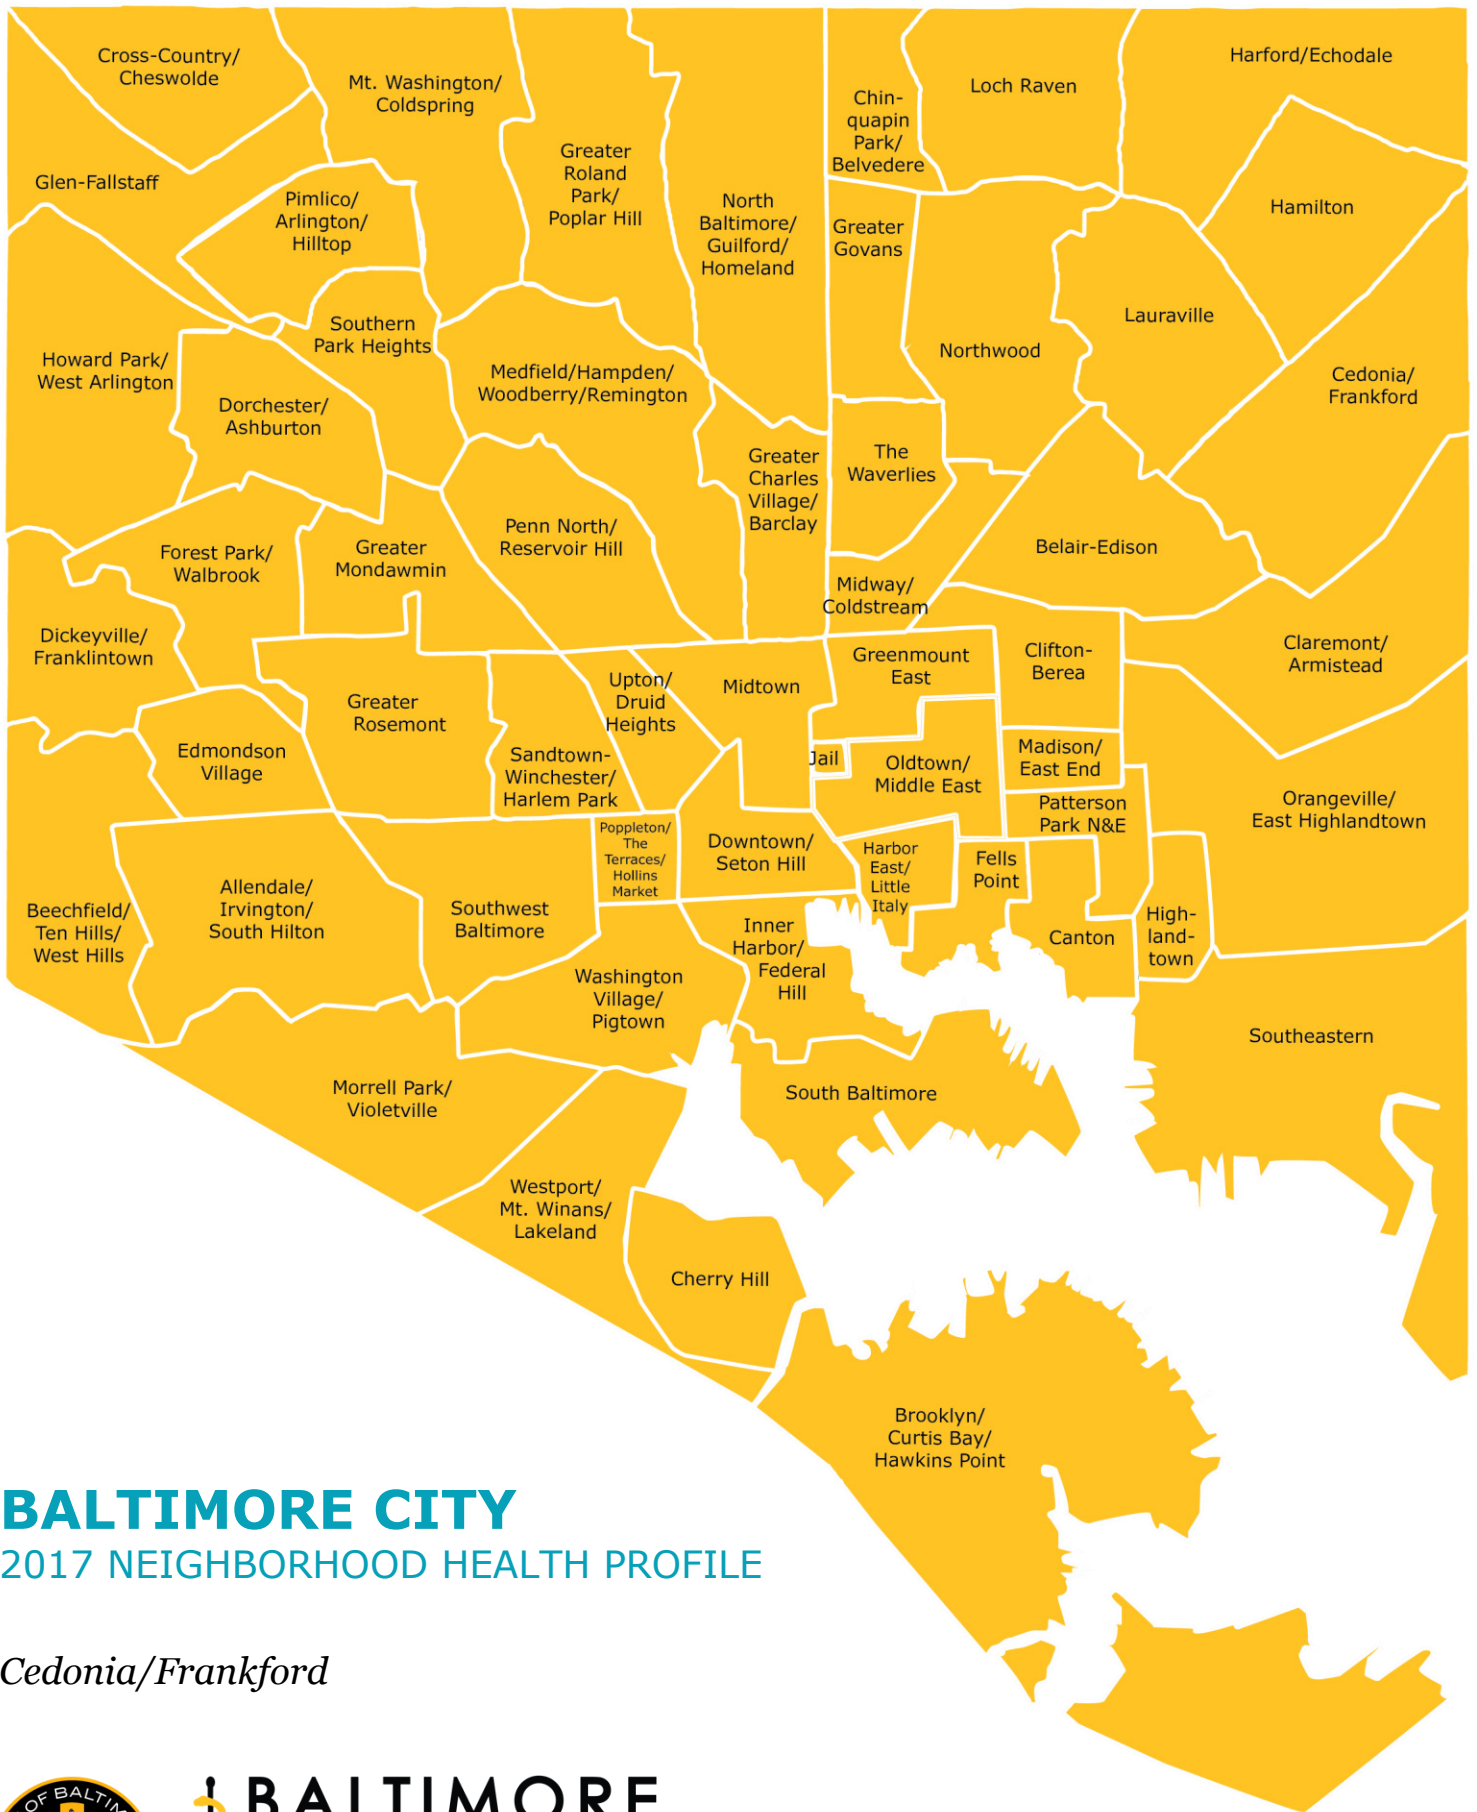 Cross-Country/
Cheswolde
Mt. Washington/
Coldspring
Harford/Echodale
Loch Raven
Chin-
quapin
Park/
Belvedere
Greater
Roland
Park/
Poplar Hill
Glen-Fallstaff
Pimlico/
Arlington/
Hilltop
North
Baltimore/
Guilford/
Homeland
Greater
Govans
Hamilton
Lauraville
Southern
Park Heights
Northwood
Howard Park/
West Arlington
Medfield/Hampden/
Woodberry/Remington
Cedonia/
Frankford
Dorchester/
Ashburton
Greater
Charles
Village/
Barclay
The
Waverlies
Penn North/
Reservoir Hill
Forest Park/
Walbrook
Greater
Mondawmin
Belair-Edison
Midway/
Coldstream
Dickeyville/
Franklintown
Claremont/
Armistead
Greenmount
East
Clifton-
Berea
Upton/
Druid
Heights
Midtown
Greater
Rosemont
Edmondson
Village
Sandtown-
Winchester/
Harlem Park
Jail
Oldtown/
Middle East
Madison/
East End
Patterson
Park N&E
Orangeville/
East Highlandtown
Poppleton/
The
Terraces/
Hollins
Market
Downtown/
Seton Hill
Harbor
East/
Little
Italy
Fells
Point
Allendale/
Irvington/
South Hilton
Beechfield/
Ten Hills/
West Hills
Southwest
Baltimore
Inner
Harbor/
Federal
Hill
Canton
High-
land-
town
Washington
Village/
Pigtown
Southeastern
Morrell Park/
Violetville
South Baltimore
Westport/
Mt. Winans/
Lakeland
Cherry Hill
Brooklyn/
Curtis Bay/
Hawkins Point
BALTIMORE CITY
2017 NEIGHBORHOOD HEALTH PROFILE
Cedonia/Frankford
BALTIMORE